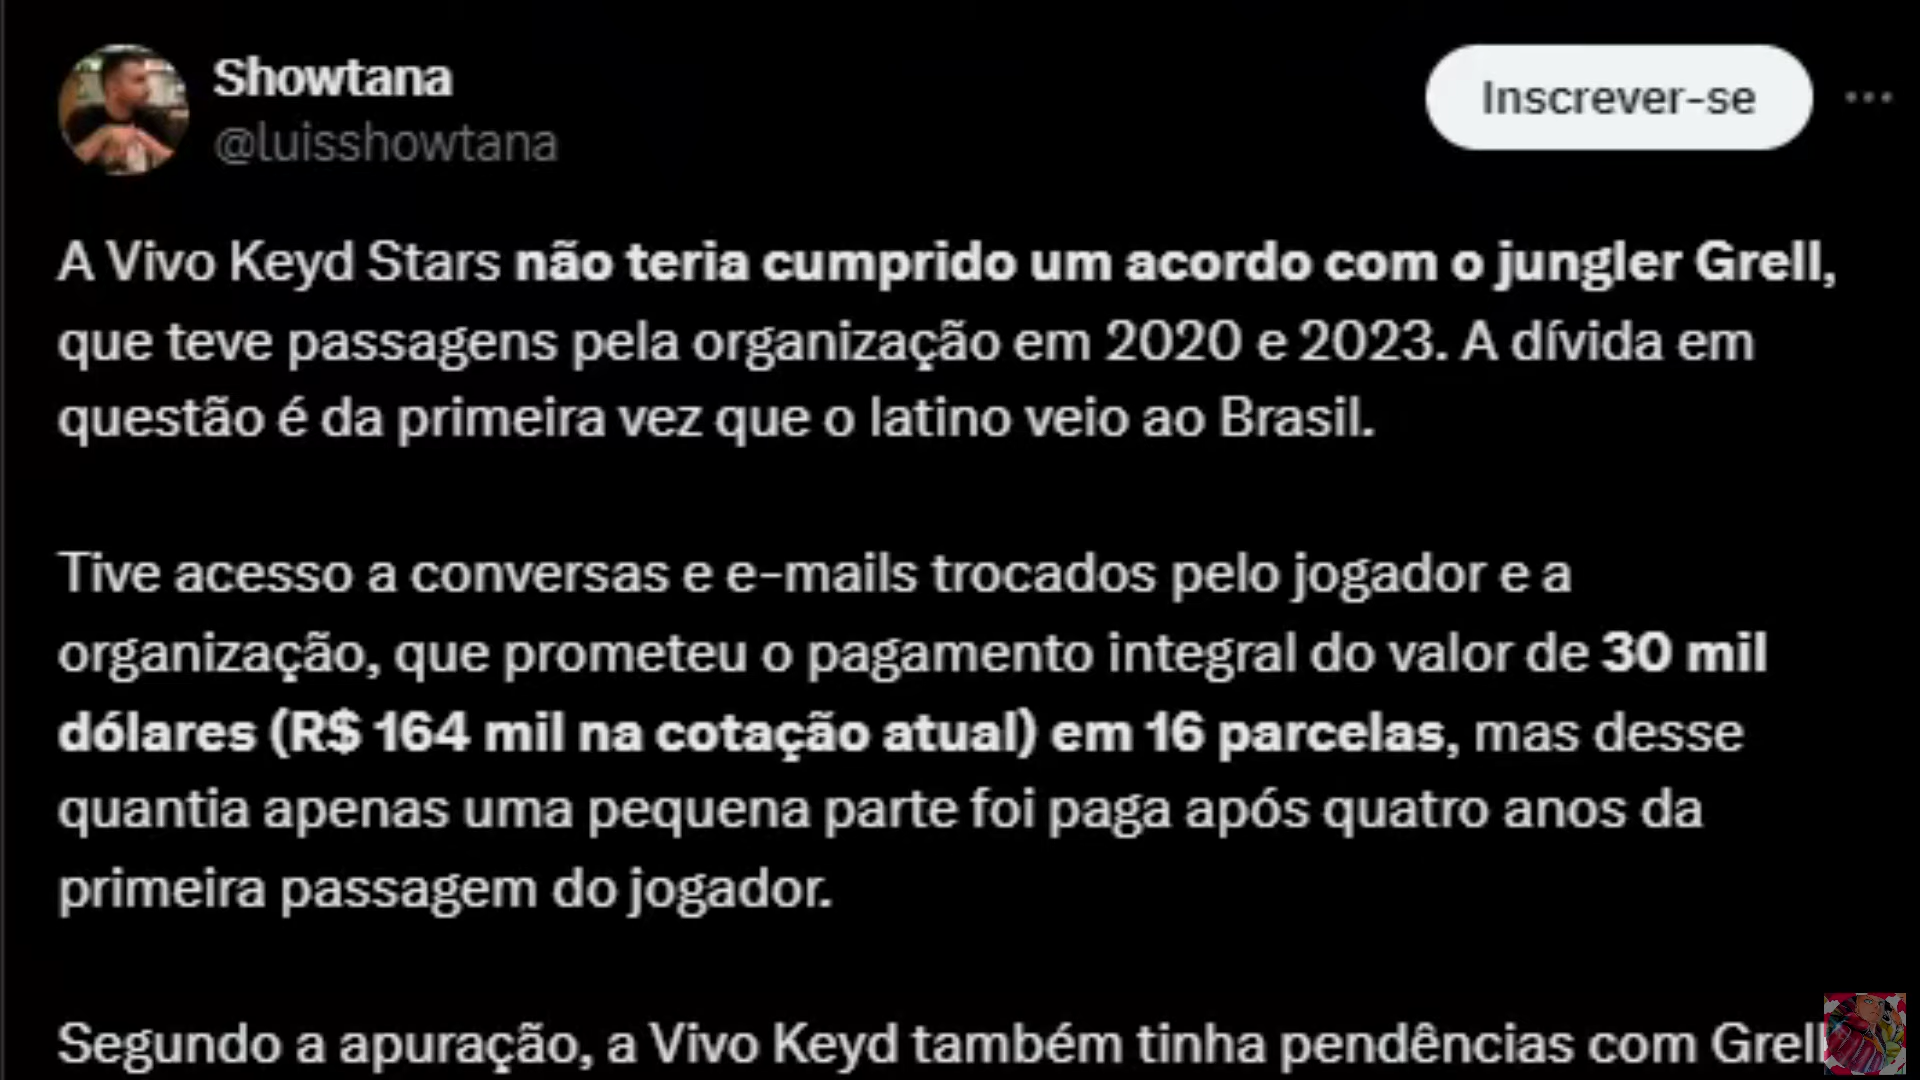 Showtana
@luisshowtana
Inscrever-se
A Vivo Keyd Stars não teria cumprido um acordo com o jungler Grell,
que teve passagens pela organização em 2020 e 2023. A dívida em
questão é da primeira vez que o latino veio ao Brasil.
Tive acesso a conversas e e-mails trocados pelo jogador e a
organização, que prometeu o pagamento integral do valor de 30 mil
dólares (R$ 164 mil na cotação atual) em 16 parcelas, mas desse
quantia apenas uma pequena parte foi paga após quatro anos da
primeira passagem do jogador.
Segundo a apuração, a Vivo Keyd também tinha pendências com Grell